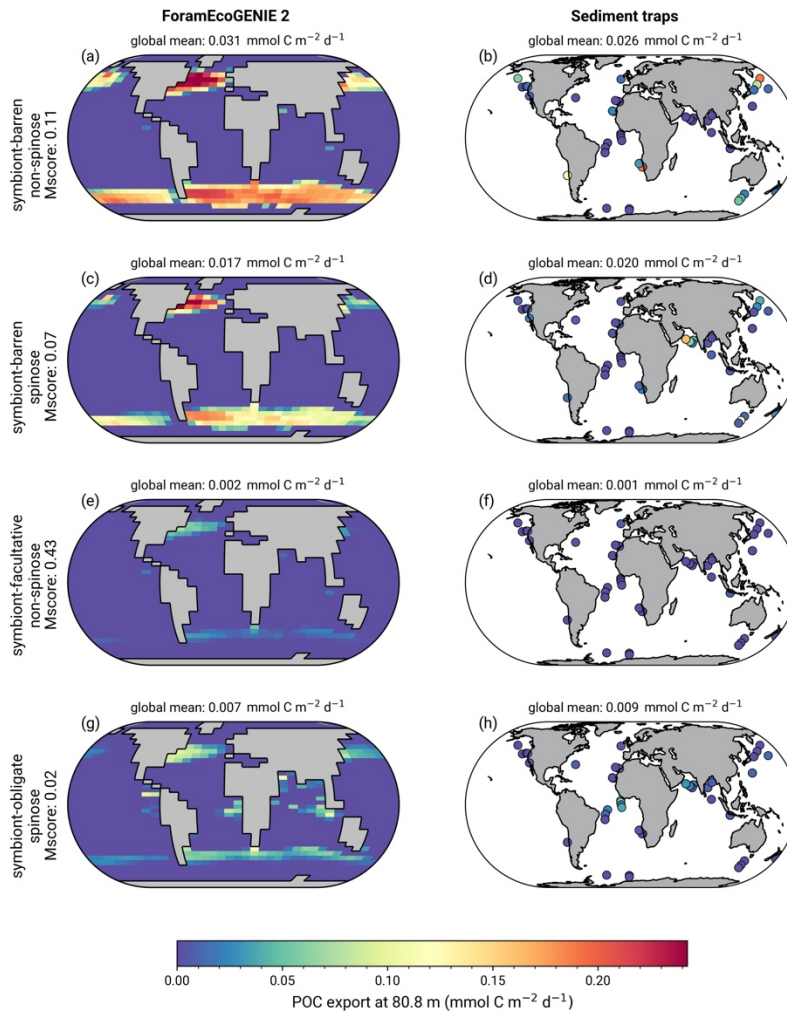 ForamEcoGENIE 2
Sediment traps
global mean: 0.031 mmol C m⁻² d⁻¹
global mean: 0.026 mmol C m⁻² d⁻¹
(a)
(b)
symbiont-barren
non-spinose
Mscore: 0.11
global mean: 0.017 mmol C m⁻² d⁻¹
global mean: 0.020 mmol C m⁻² d⁻¹
(c)
(d)
symbiont-barren
spinose
Mscore: 0.07
global mean: 0.002 mmol C m⁻² d⁻¹
global mean: 0.001 mmol C m⁻² d⁻¹
(e)
(f)
symbiont-facultative
non-spinose
Mscore: 0.43
global mean: 0.007 mmol C m⁻² d⁻¹
global mean: 0.009 mmol C m⁻² d⁻¹
(g)
(h)
symbiont-obligate
spinose
Mscore: 0.02
0.00 0.05 0.10 0.15 0.20
POC export at 80.8 m (mmol C m⁻² d⁻¹)